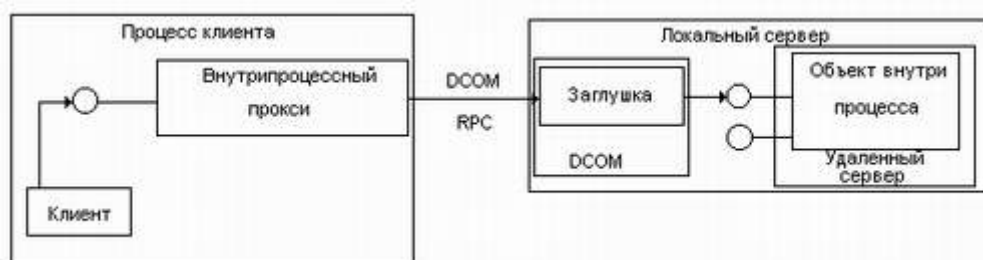 Процесс клиента
Внутрипроцессный
прокси
Клиент
DCOM
RPC
Локальный сервер
Заглушка
DCOM
Объект внутри
процесса
Удаленный
сервер